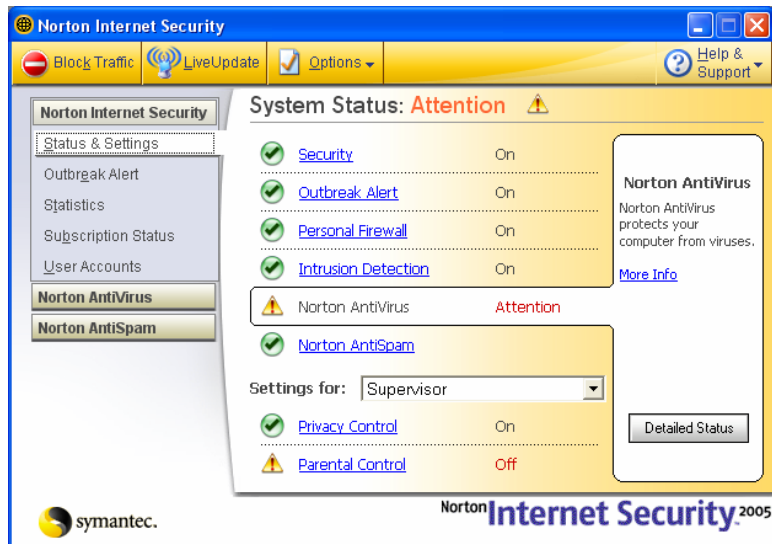 Norton Internet Security
Block Traffic
LiveUpdate
Options
Help & Support
Norton Internet Security
Status & Settings
Outbreak Alert
Statistics
Subscription Status
User Accounts
Norton AntiVirus
Norton AntiSpam
System Status: Attention
Security On
Outbreak Alert On
Personal Firewall On
Intrusion Detection On
Norton AntiVirus Attention
Norton AntiSpam
Settings for: Supervisor
Privacy Control On
Parental Control Off
Norton AntiVirus
Norton AntiVirus
protects your
computer from viruses.
More Info
Detailed Status
symantec.
Norton Internet Security 2005